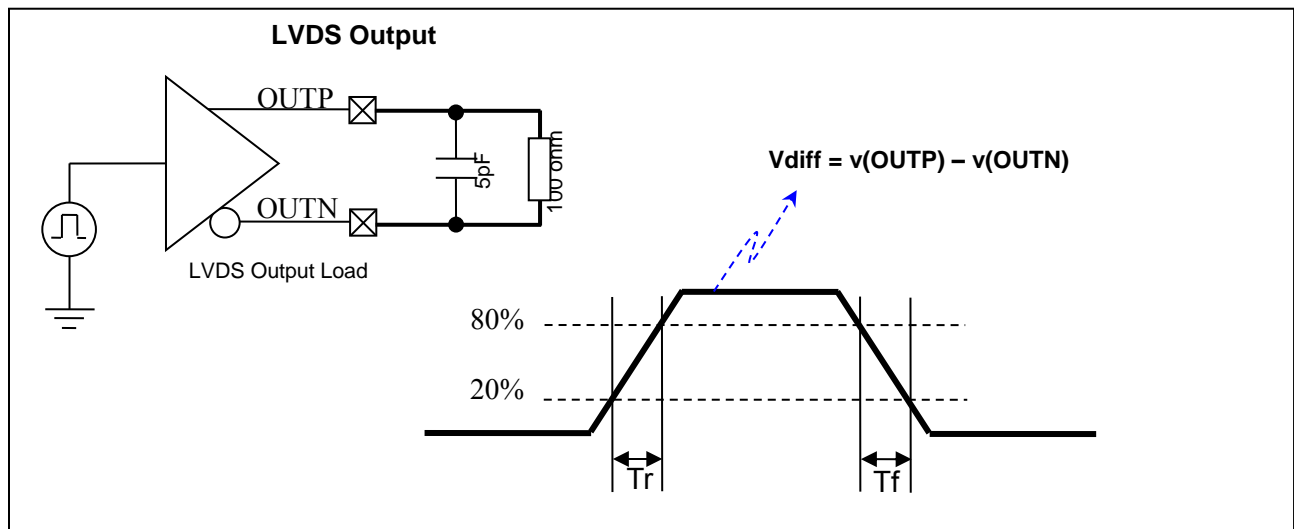 LVDS Output
OUTP
5pF
100 ohm
OUTN
LVDS Output Load
Vdiff = v(OUTP) – v(OUTN)
80%
20%
Tr
Tf